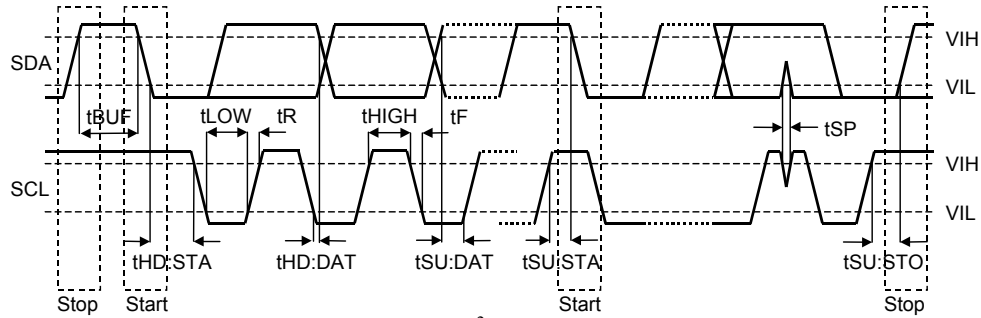 VIH
SDA
VIL
tBUF
tLOW
tR
tHIGH
tF
tSP
VIH
SCL
VIL
tHD:STA
tHD:DAT
tSU:DAT
tSU:STA
tSU:STO
Stop
Start
Start
Stop